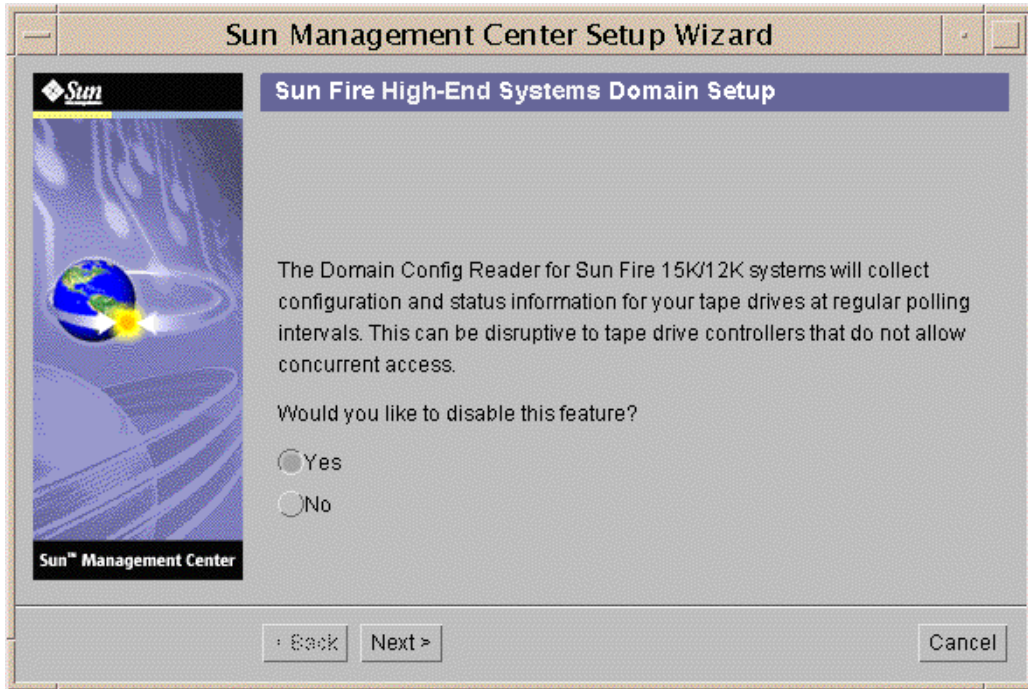 Sun Management Center Setup Wizard
Sun
Sun Fire High-End Systems Domain Setup
The Domain Config Reader for Sun Fire 15K/12K systems will collect
configuration and status information for your tape drives at regular polling
intervals. This can be disruptive to tape drive controllers that do not allow
concurrent access.
Would you like to disable this feature?
Yes
No
Sun™ Management Center
Back
Next >
Cancel